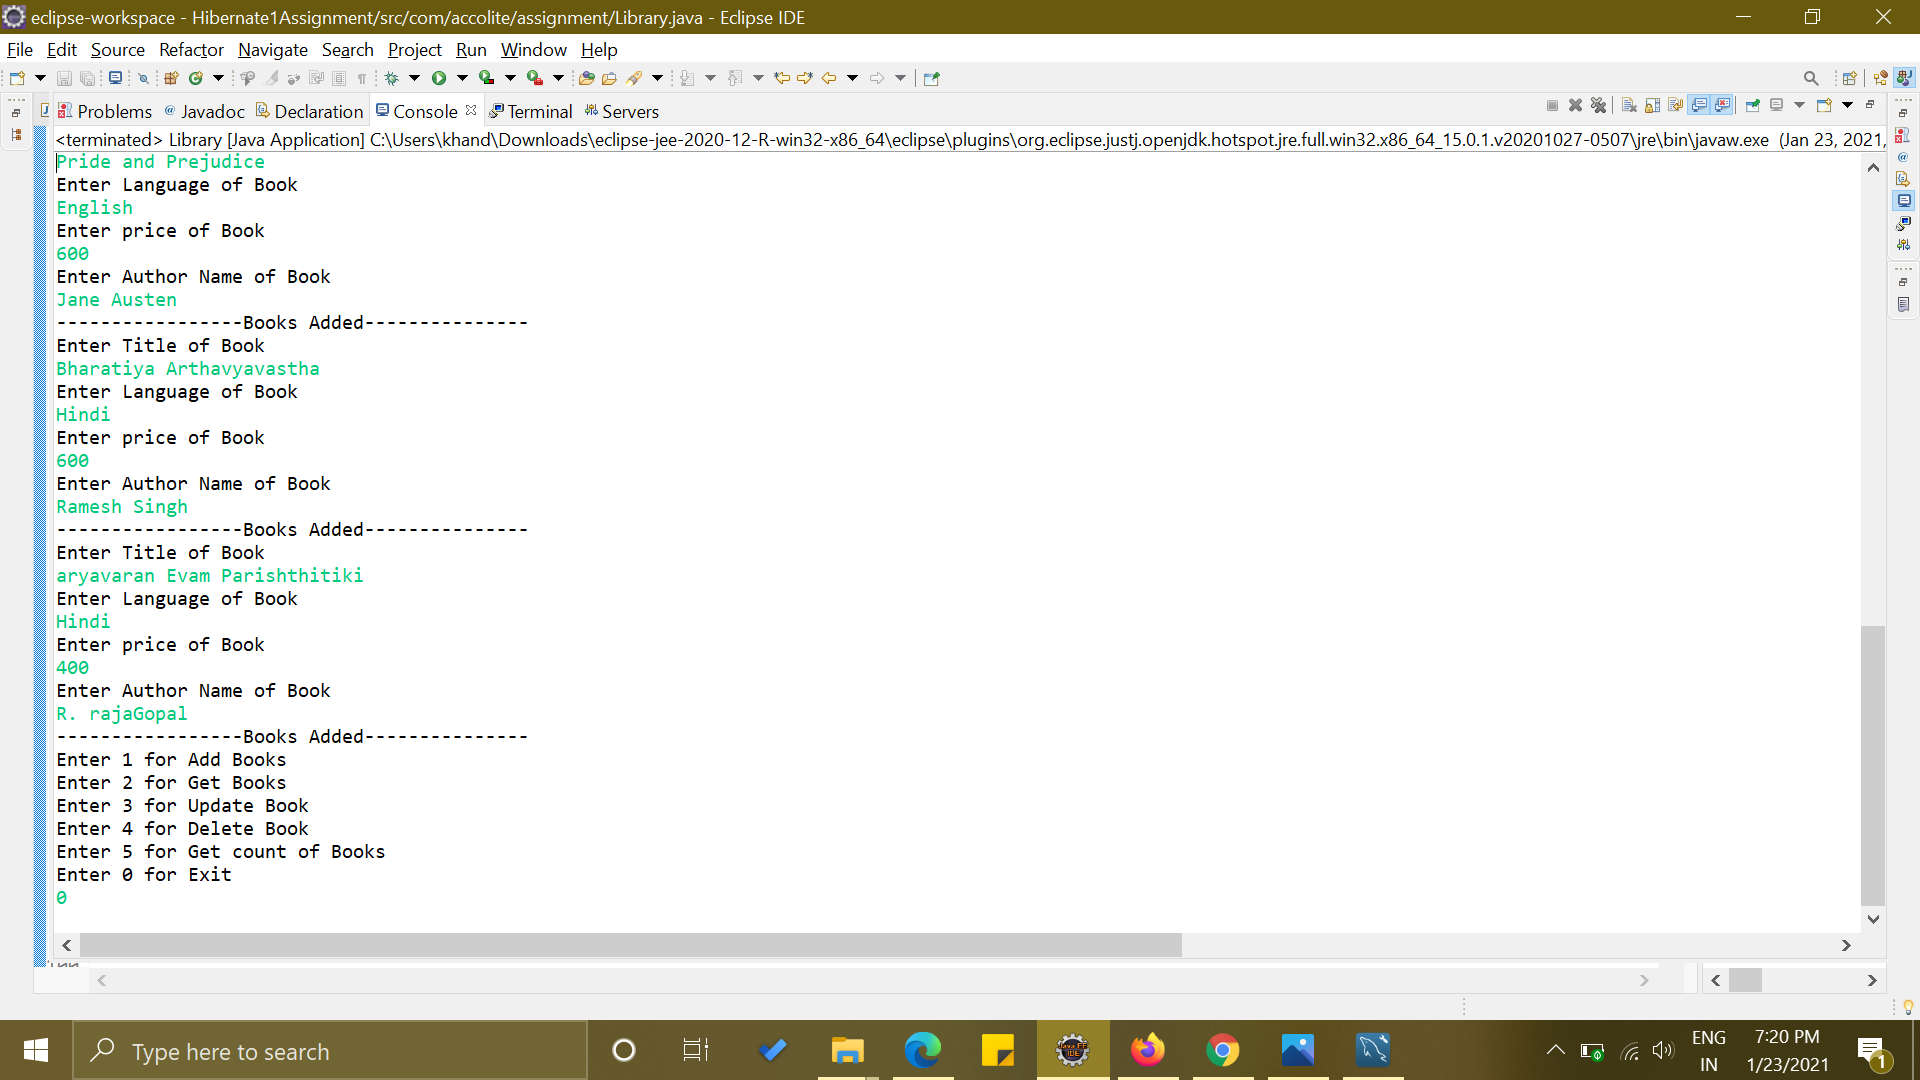 eclipse-workspace - Hibernate1Assignment/src/com/accolite/assignment/Library.java - Eclipse IDE
File Edit Source Refactor Navigate Search Project Run Window Help
Problems Javadoc Declaration Console Terminal Servers
<terminated> Library [Java Application] C:\Users\khand\Downloads\eclipse-jee-2020-12-R-win32-x86_64\eclipse\plugins\org.eclipse.justj.openjdk.hotspot.jre.full.win32.x86_64_15.0.1.v20201027-0507\jre\bin\javaw.exe (Jan 23, 2021,
Pride and Prejudice
Enter Language of Book
English
Enter price of Book
600
Enter Author Name of Book
Jane Austen
-----------------Books Added---------------
Enter Title of Book
Bharatiya Arthavyavastha
Enter Language of Book
Hindi
Enter price of Book
600
Enter Author Name of Book
Ramesh Singh
-----------------Books Added---------------
Enter Title of Book
aryavaran Evam Parishthitiki
Enter Language of Book
Hindi
Enter price of Book
400
Enter Author Name of Book
R. rajaGopal
-----------------Books Added---------------
Enter 1 for Add Books
Enter 2 for Get Books
Enter 3 for Update Book
Enter 4 for Delete Book
Enter 5 for Get count of Books
Enter 0 for Exit
0
Type here to search
ENG
IN
7:20 PM
1/23/2021
1